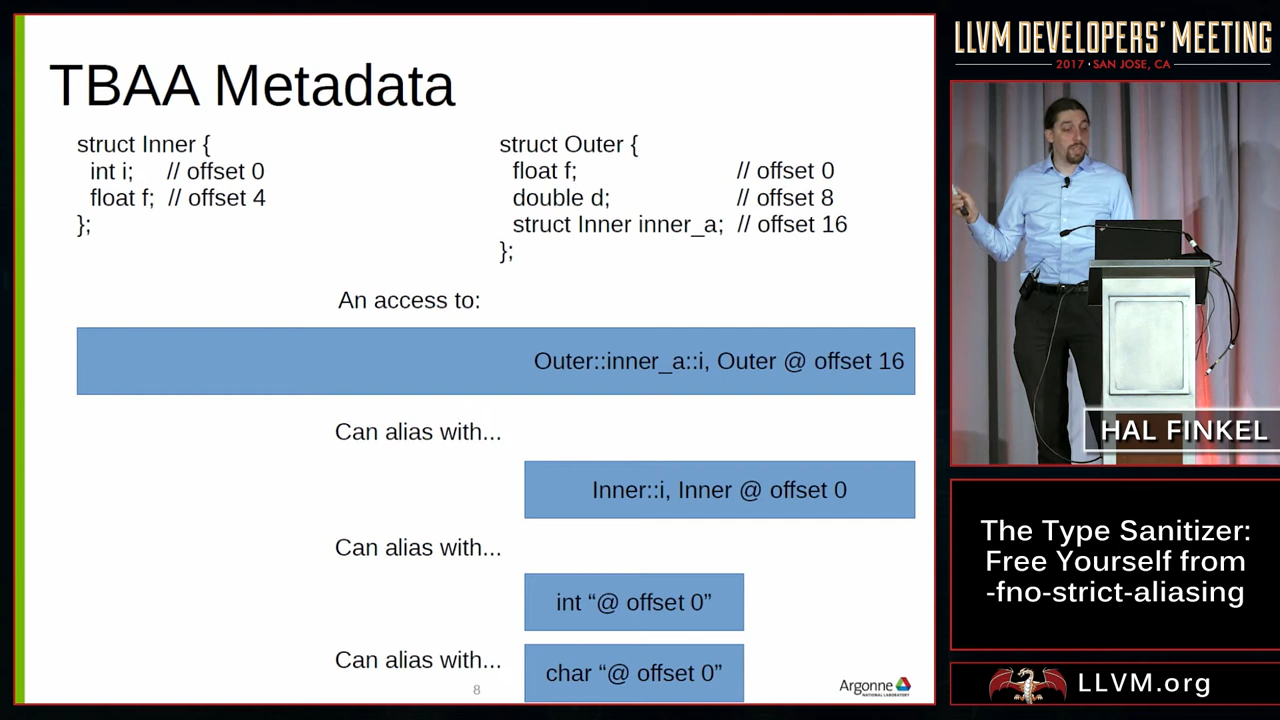 TBAA Metadata
struct Inner {
int i; // offset 0
float f; // offset 4
};
struct Outer {
float f; // offset 0
double d; // offset 8
struct Inner inner_a; // offset 16
};
An access to:
Outer::inner_a::i, Outer @ offset 16
Can alias with...
Inner::i, Inner @ offset 0
Can alias with...
int “@ offset 0”
Can alias with...
char “@ offset 0”
8
Argonne
NATIONAL LABORATORY
LLVM DEVELOPERS' MEETING
2017 • SAN JOSE, CA
HAL FINKEL
The Type Sanitizer:
Free Yourself from
-fno-strict-aliasing
LLVM.org